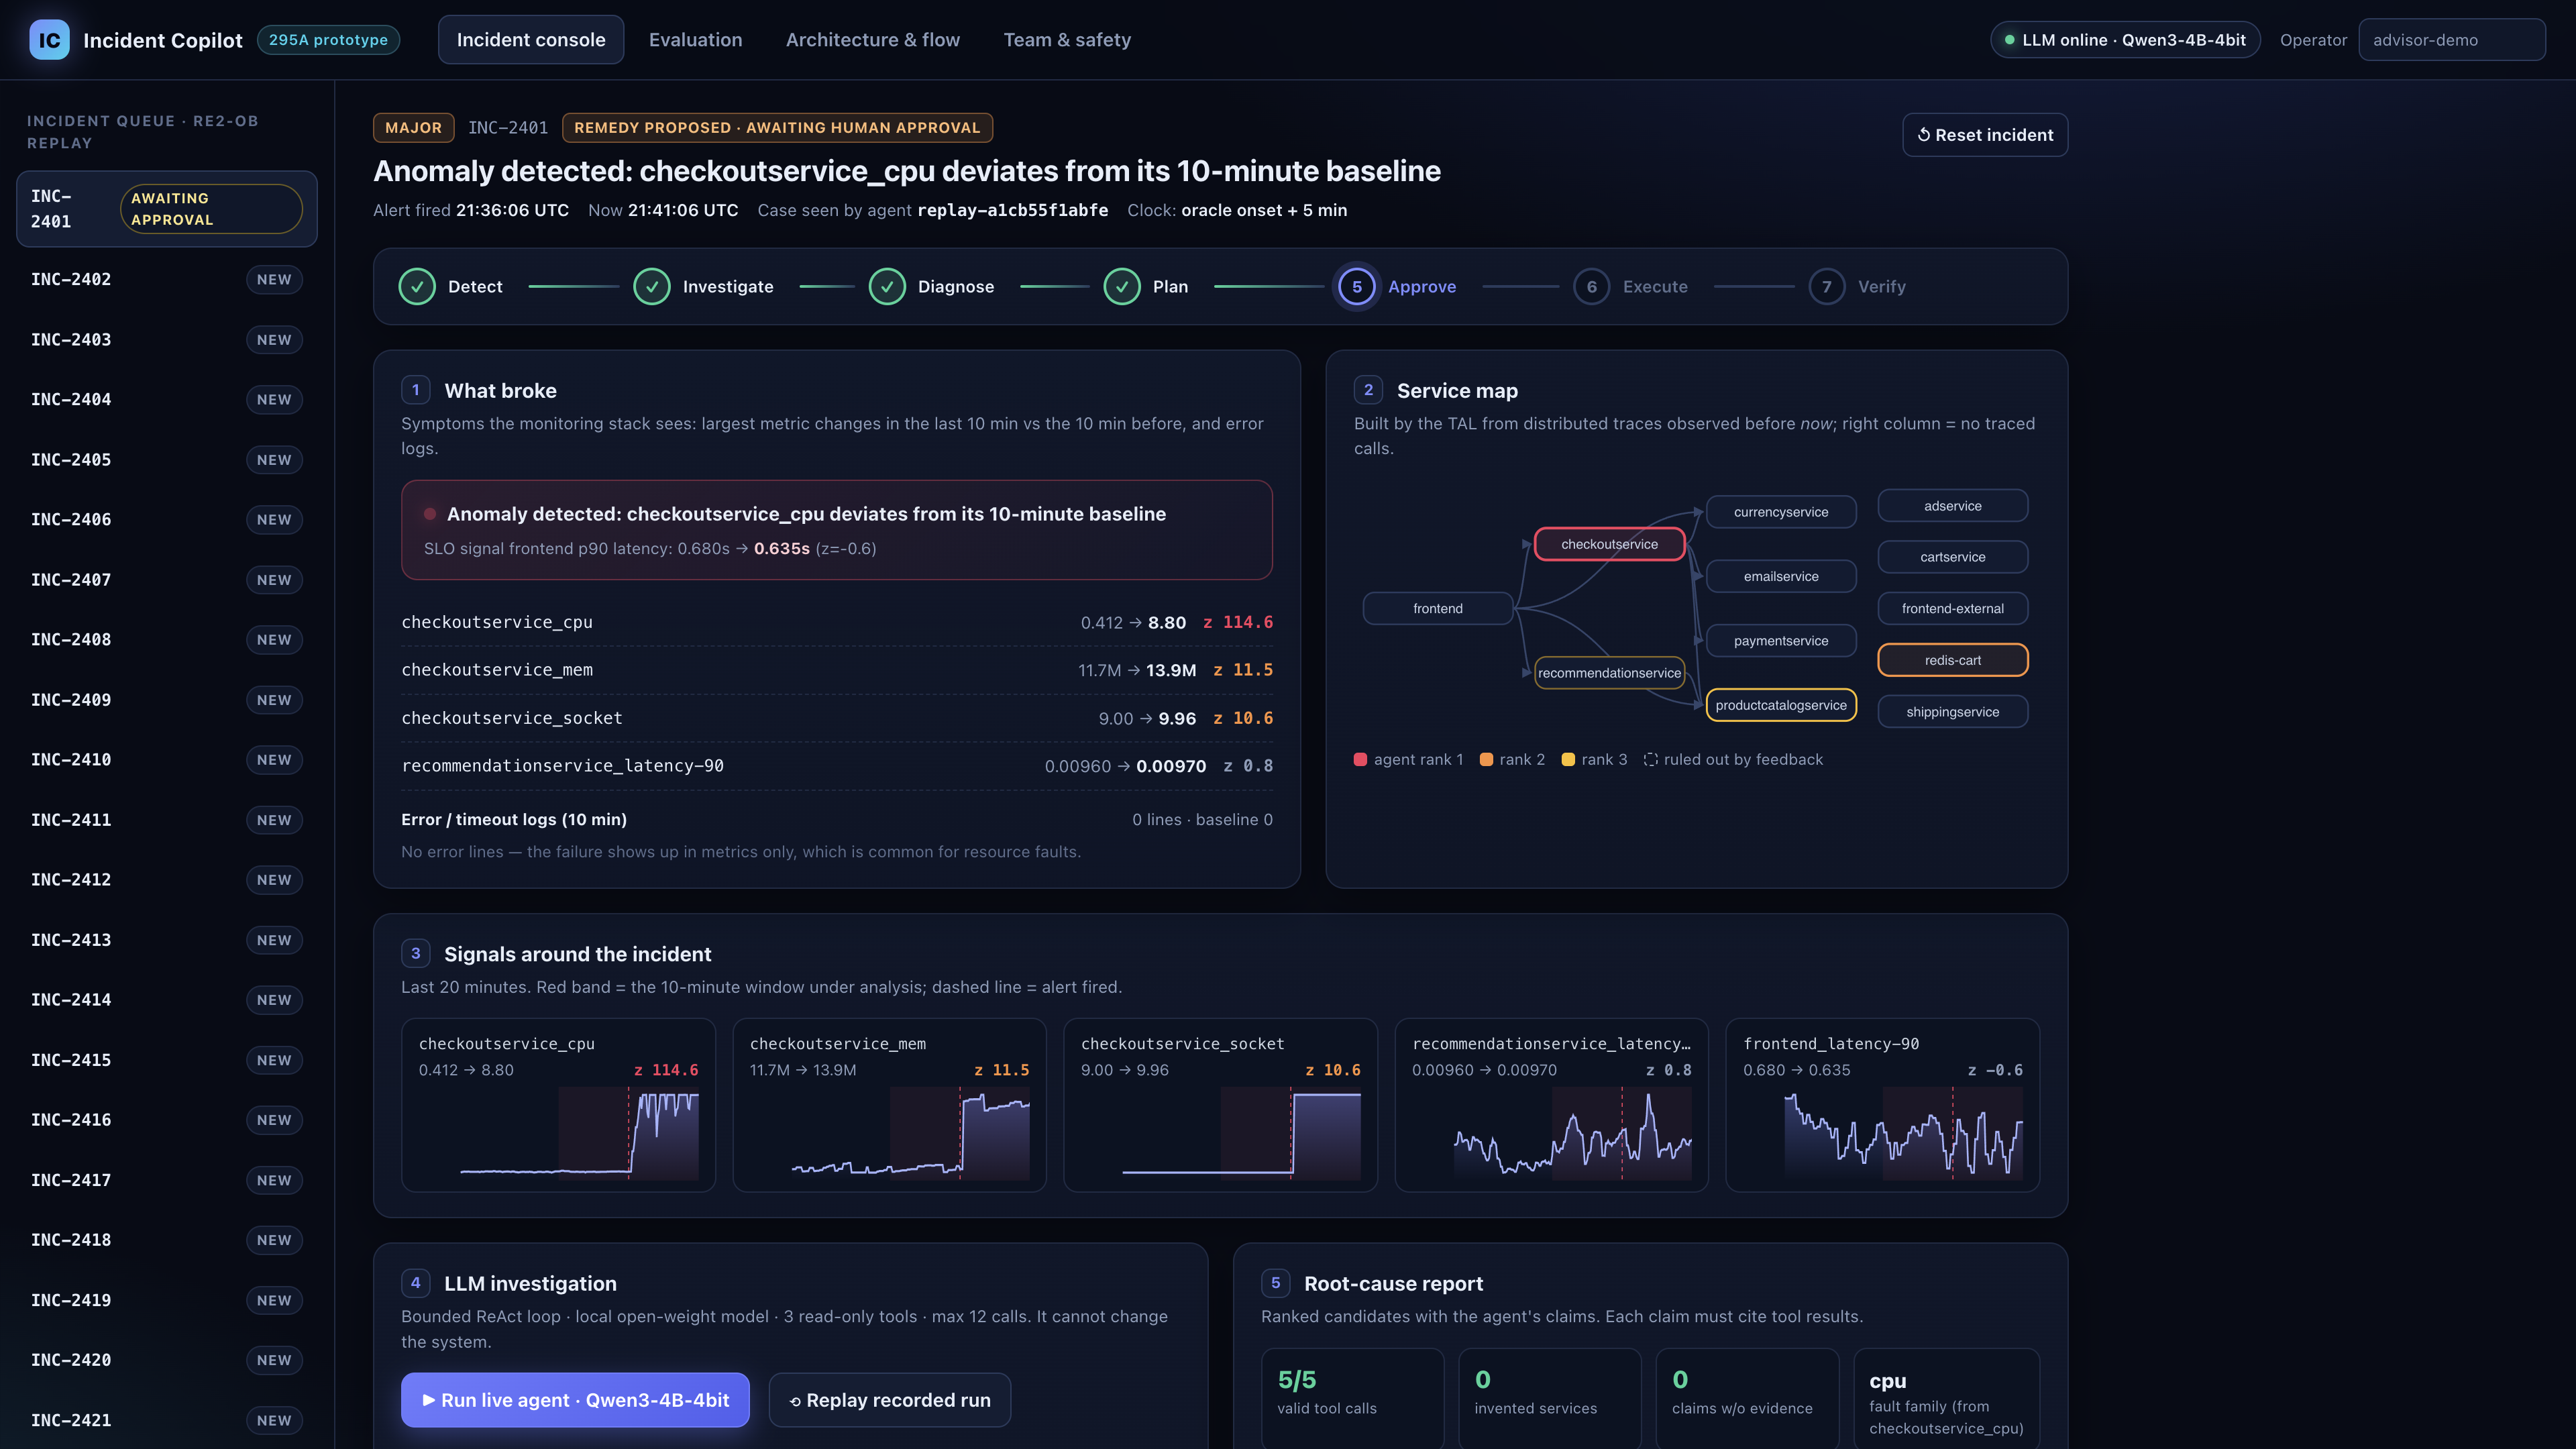 IC Incident Copilot 295A prototype Incident console Evaluation Architecture & flow Team & safety LLM online · Qwen3-4B-4bit Operator advisor-demo
INCIDENT QUEUE · RE2-OB
REPLAY
INC-
2401
AWAITING
APPROVAL
INC-2402 NEW
INC-2403 NEW
INC-2404 NEW
INC-2405 NEW
INC-2406 NEW
INC-2407 NEW
INC-2408 NEW
INC-2409 NEW
INC-2410 NEW
INC-2411 NEW
INC-2412 NEW
INC-2413 NEW
INC-2414 NEW
INC-2415 NEW
INC-2416 NEW
INC-2417 NEW
INC-2418 NEW
INC-2419 NEW
INC-2420 NEW
INC-2421 NEW
MAJOR INC-2401 REMEDY PROPOSED · AWAITING HUMAN APPROVAL
Reset incident
Anomaly detected: checkoutservice_cpu deviates from its 10-minute baseline
Alert fired 21:36:06 UTC Now 21:41:06 UTC Case seen by agent replay-a1cb55f1abfe Clock: oracle onset + 5 min
Detect Investigate Diagnose Plan 5 Approve 6 Execute 7 Verify
1 What broke
Symptoms the monitoring stack sees: largest metric changes in the last 10 min vs the 10 min before, and error
logs.
Anomaly detected: checkoutservice_cpu deviates from its 10-minute baseline
SLO signal frontend p90 latency: 0.680s → 0.635s (z=-0.6)
checkoutservice_cpu 0.412 → 8.80 z 114.6
checkoutservice_mem 11.7M → 13.9M z 11.5
checkoutservice_socket 9.00 → 9.96 z 10.6
recommendationservice_latency-90 0.00960 → 0.00970 z 0.8
Error / timeout logs (10 min) 0 lines · baseline 0
No error lines — the failure shows up in metrics only, which is common for resource faults.
2 Service map
Built by the TAL from distributed traces observed before now; right column = no traced
calls.
frontend
checkoutservice
recommendationservice
currencyservice
emailservice
paymentservice
productcatalogservice
adservice
cartservice
frontend-external
redis-cart
shippingservice
agent rank 1 rank 2 rank 3 ruled out by feedback
3 Signals around the incident
Last 20 minutes. Red band = the 10-minute window under analysis; dashed line = alert fired.
checkoutservice_cpu
0.412 → 8.80 z 114.6
checkoutservice_mem
11.7M → 13.9M z 11.5
checkoutservice_socket
9.00 → 9.96 z 10.6
recommendationservice_latency…
0.00960 → 0.00970 z 0.8
frontend_latency-90
0.680 → 0.635 z -0.6
4 LLM investigation
Bounded ReAct loop · local open-weight model · 3 read-only tools · max 12 calls. It cannot change
the system.
Run live agent · Qwen3-4B-4bit
Replay recorded run
5 Root-cause report
Ranked candidates with the agent's claims. Each claim must cite tool results.
5/5
valid tool calls
0
invented services
0
claims w/o evidence
cpu
fault family (from
checkoutservice_cpu)